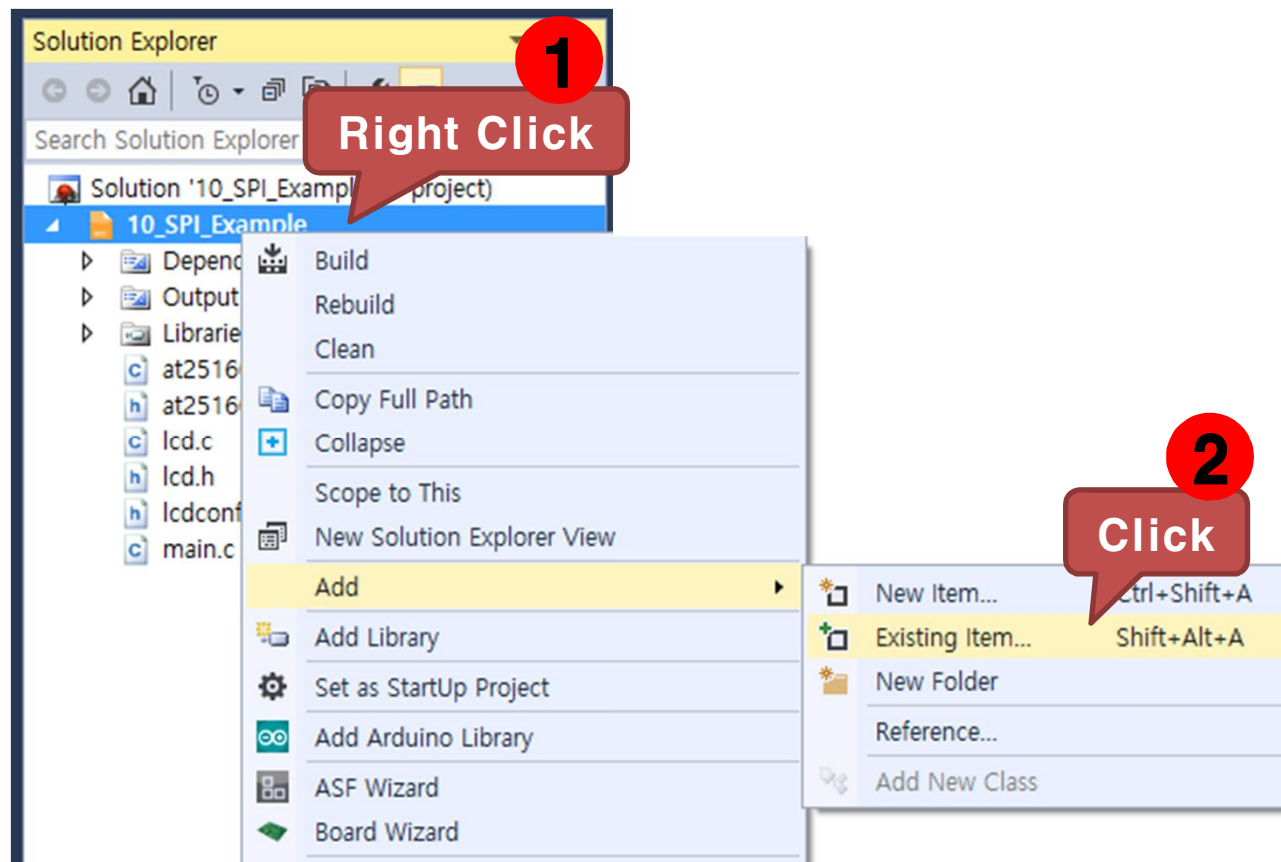 Solution Explorer
1
Right Click
Search Solution Explorer
Solution '10_SPI_Exampl project)
10_SPI_Example
Depend
Output
Librarie
at2516
at2516
lcd.c
lcd.h
lcdconf
main.c
Build
Rebuild
Clean
Copy Full Path
Collapse
Scope to This
New Solution Explorer View
Add
Add Library
Set as StartUp Project
Add Arduino Library
ASF Wizard
Board Wizard
2
Click
New Item... Ctrl+Shift+A
Existing Item... Shift+Alt+A
New Folder
Reference...
Add New Class